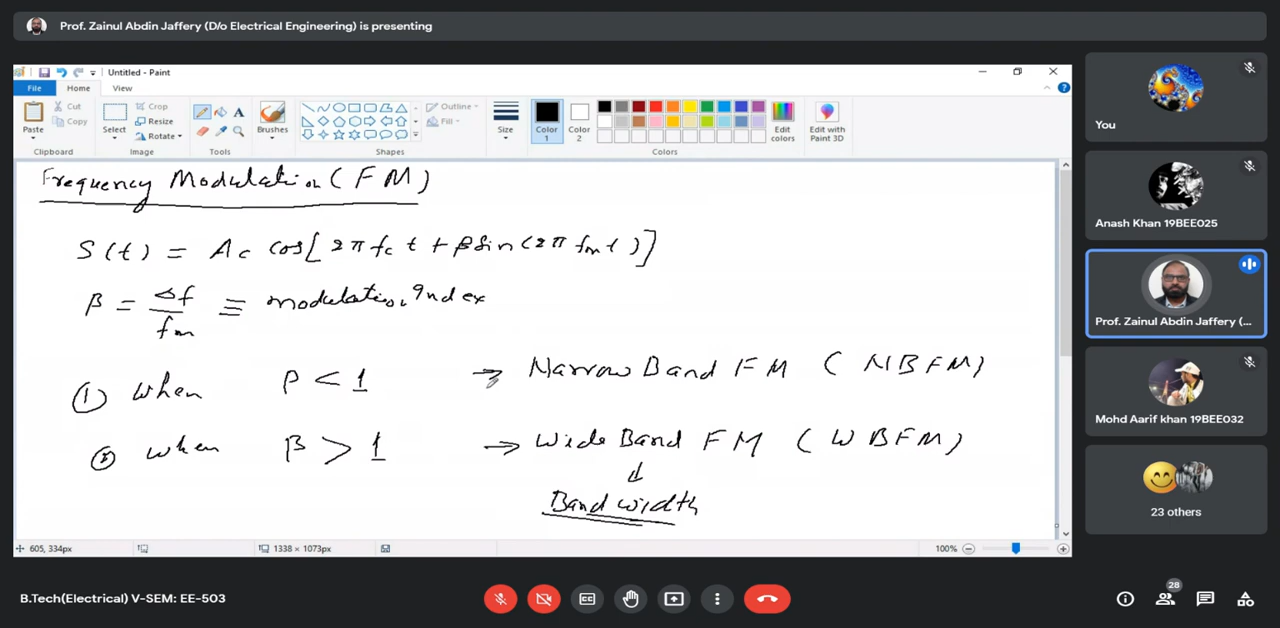 Prof. Zainul Abdin Jaffery (D/o Electrical Engineering) is presenting
Untitled - Paint
File Home View
Paste Cut Copy
Clipboard
Select Crop Resize Rotate
Image
A
Tools
Brushes
Outline Fill
Shapes
Size
Color 1
Color 2
Edit colors
Edit with Paint 3D
Colors
Frequency Modulation (FM)
S(t) = Ac cos[2π fc t + β sin(2π fm t)]
β = Δf / fm ≡ modulation Index
① when β < 1 → Narrow Band FM (NBFM)
② when β > 1 → Wide Band FM (WBFM)
↓
Band width
605, 334px
1338 × 1073px
100%
You
Anash Khan 19BEE025
Prof. Zainul Abdin Jaffery (...
Mohd Aarif khan 19BEE032
23 others
B.Tech(Electrical) V-SEM: EE-503
CC
28